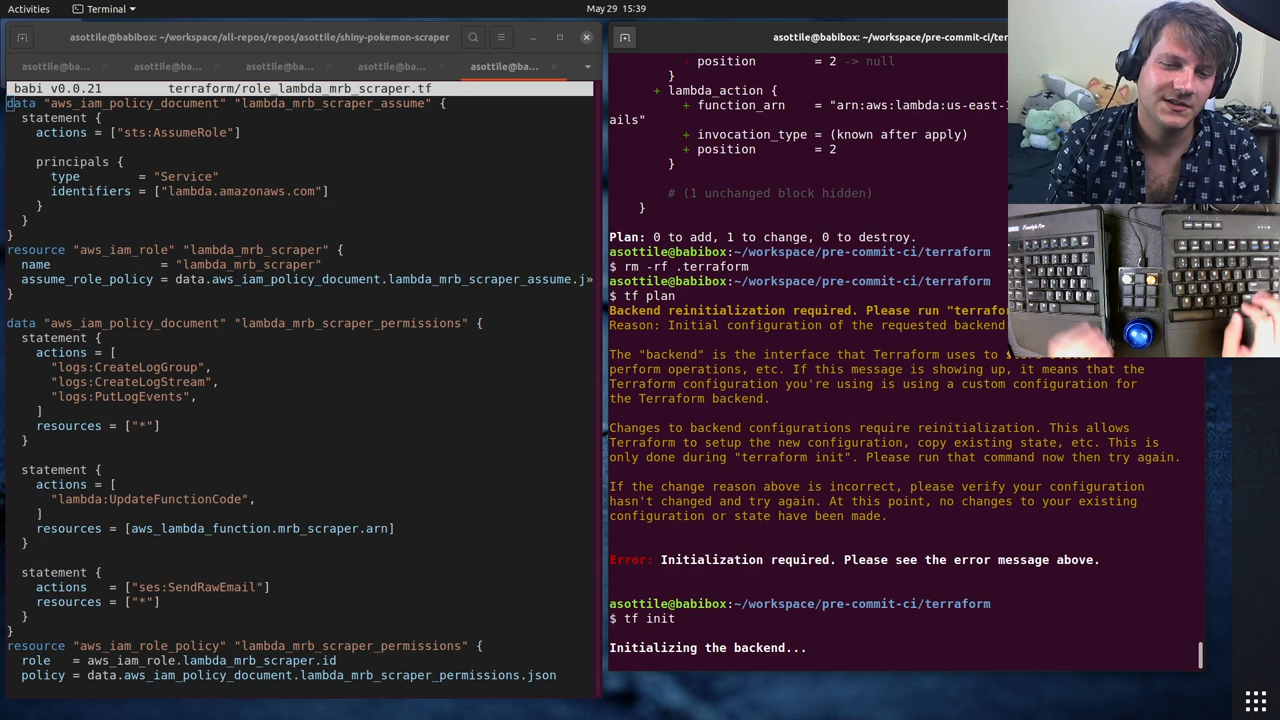 Activities
Terminal
May 29 15:39
asottile@babibox: ~/workspace/all-repos/repos/asottile/shiny-pokemon-scraper
asottile@ba...
asottile@ba...
asottile@ba...
asottile@ba...
asottile@ba...
babi v0.0.21 terraform/role_lambda_mrb_scraper.tf
data "aws_iam_policy_document" "lambda_mrb_scraper_assume" {
  statement {
    actions = ["sts:AssumeRole"]
    principals {
      type        = "Service"
      identifiers = ["lambda.amazonaws.com"]
    }
  }
}
resource "aws_iam_role" "lambda_mrb_scraper" {
  name               = "lambda_mrb_scraper"
  assume_role_policy = data.aws_iam_policy_document.lambda_mrb_scraper_assume.j»
}
data "aws_iam_policy_document" "lambda_mrb_scraper_permissions" {
  statement {
    actions = [
      "logs:CreateLogGroup",
      "logs:CreateLogStream",
      "logs:PutLogEvents",
    ]
    resources = ["*"]
  }
  statement {
    actions = [
      "lambda:UpdateFunctionCode",
    ]
    resources = [aws_lambda_function.mrb_scraper.arn]
  }
  statement {
    actions   = ["ses:SendRawEmail"]
    resources = ["*"]
  }
}
resource "aws_iam_role_policy" "lambda_mrb_scraper_permissions" {
  role   = aws_iam_role.lambda_mrb_scraper.id
  policy = data.aws_iam_policy_document.lambda_mrb_scraper_permissions.json
asottile@babibox: ~/workspace/pre-commit-ci/terr
- position = 2 -> null
}
+ lambda_action {
+ function_arn = "arn:aws:lambda:us-east-
ails"
+ invocation_type = (known after apply)
+ position = 2
}
# (1 unchanged block hidden)
}
Plan: 0 to add, 1 to change, 0 to destroy.
asottile@babibox:~/workspace/pre-commit-ci/terraform
$ rm -rf .terraform
asottile@babibox:~/workspace/pre-commit-ci/terraform
$ tf plan
Backend reinitialization required. Please run "terrafo
Reason: Initial configuration of the requested backend
The "backend" is the interface that Terraform uses to store state,
perform operations, etc. If this message is showing up, it means that the
Terraform configuration you're using is using a custom configuration for
the Terraform backend.
Changes to backend configurations require reinitialization. This allows
Terraform to setup the new configuration, copy existing state, etc. This is
only done during "terraform init". Please run that command now then try again.
If the change reason above is incorrect, please verify your configuration
hasn't changed and try again. At this point, no changes to your existing
configuration or state have been made.
Error: Initialization required. Please see the error message above.
asottile@babibox:~/workspace/pre-commit-ci/terraform
$ tf init
Initializing the backend...